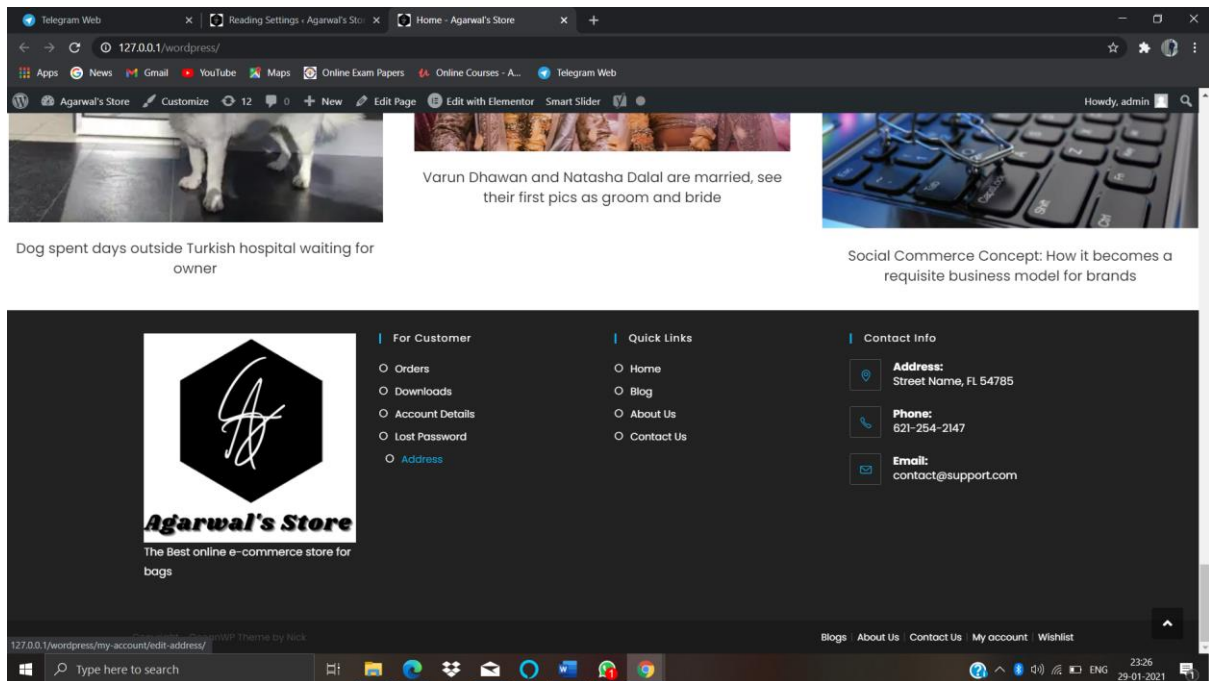 Telegram Web
Reading Settings ‹ Agarwal's Sto
Home - Agarwal's Store
127.0.0.1/wordpress/
Apps News Gmail YouTube Maps Online Exam Papers Online Courses - A... Telegram Web
Agarwal's Store Customize 12 0 New Edit Page Edit with Elementor Smart Slider Howdy, admin
Dog spent days outside Turkish hospital waiting for
owner
Varun Dhawan and Natasha Dalal are married, see
their first pics as groom and bride
Social Commerce Concept: How it becomes a
requisite business model for brands
Agarwal's Store
The Best online e-commerce store for
bags
For Customer
Orders
Downloads
Account Details
Lost Password
Address
Quick Links
Home
Blog
About Us
Contact Us
Contact Info
Address:
Street Name, FL 54785
Phone:
621-254-2147
Email:
contact@support.com
WP Theme by Nick
127.0.0.1/wordpress/my-account/edit-address/
Blogs About Us Contact Us My account Wishlist
Type here to search
ENG
23:26
29-01-2021